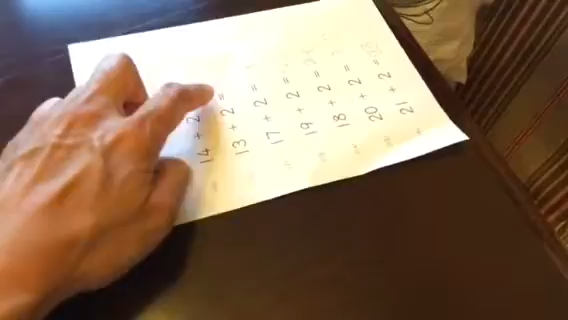 14 + 2
13 + 2 =
17 + 2 =
19 + 2 =
18 + 2 =
20 + 2 =
21 + 2 =